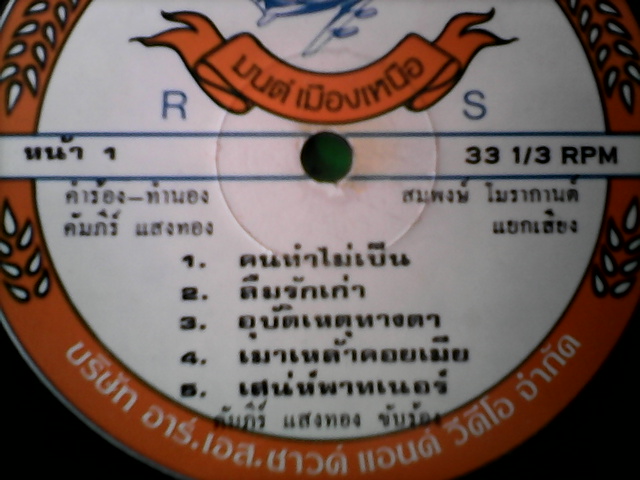 มนต์เมืองเหนือ
R S
หน้า 1 33 1/3 RPM
คำร้อง-ทำนอง สมพงษ์ โมรากานต์
คัมภีร์ แสงทอง แยกเสียง
1. คนทำไม่เป็น
2. ลืมรักเก่า
3. อุบัติเหตุทางตา
4. เมาเหล้าคอยเมีย
5. เสน่ห์พาทเนอร์
คัมภีร์ แสงทอง ขับร้อง
บริษัท อาร์.เอส.ซาวด์ แอนด์ วีดีโอ จำกัด